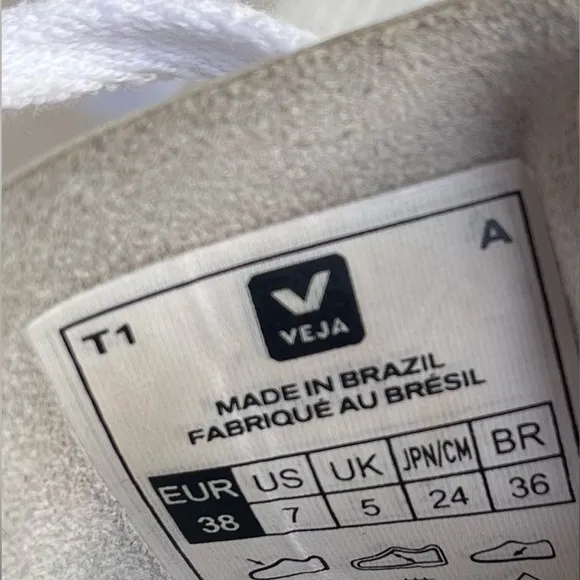 T1
A
VEJA
MADE IN BRAZIL
FABRIQUÉ AU BRÉSIL
EUR US UK JPN/CM BR
38 7 5 24 36